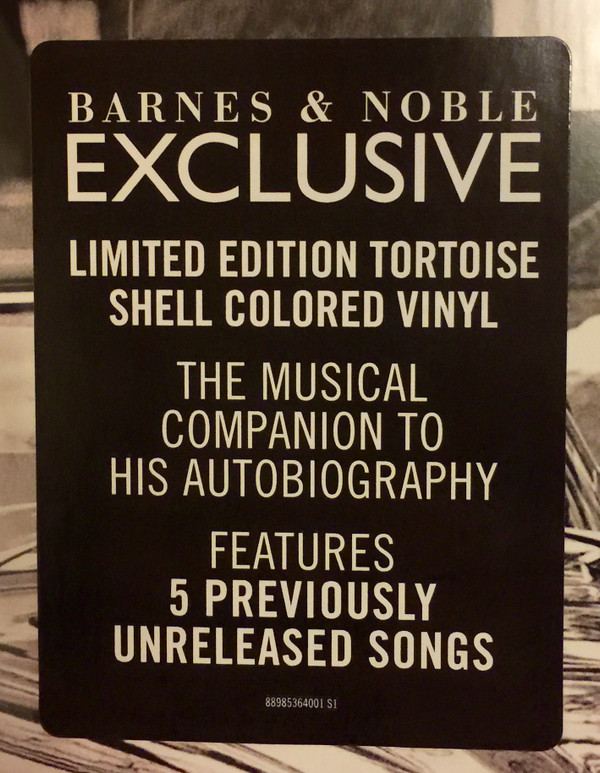 BARNES & NOBLE
EXCLUSIVE
LIMITED EDITION TORTOISE
SHELL COLORED VINYL
THE MUSICAL
COMPANION TO
HIS AUTOBIOGRAPHY
FEATURES
5 PREVIOUSLY
UNRELEASED SONGS
88985364001 S1